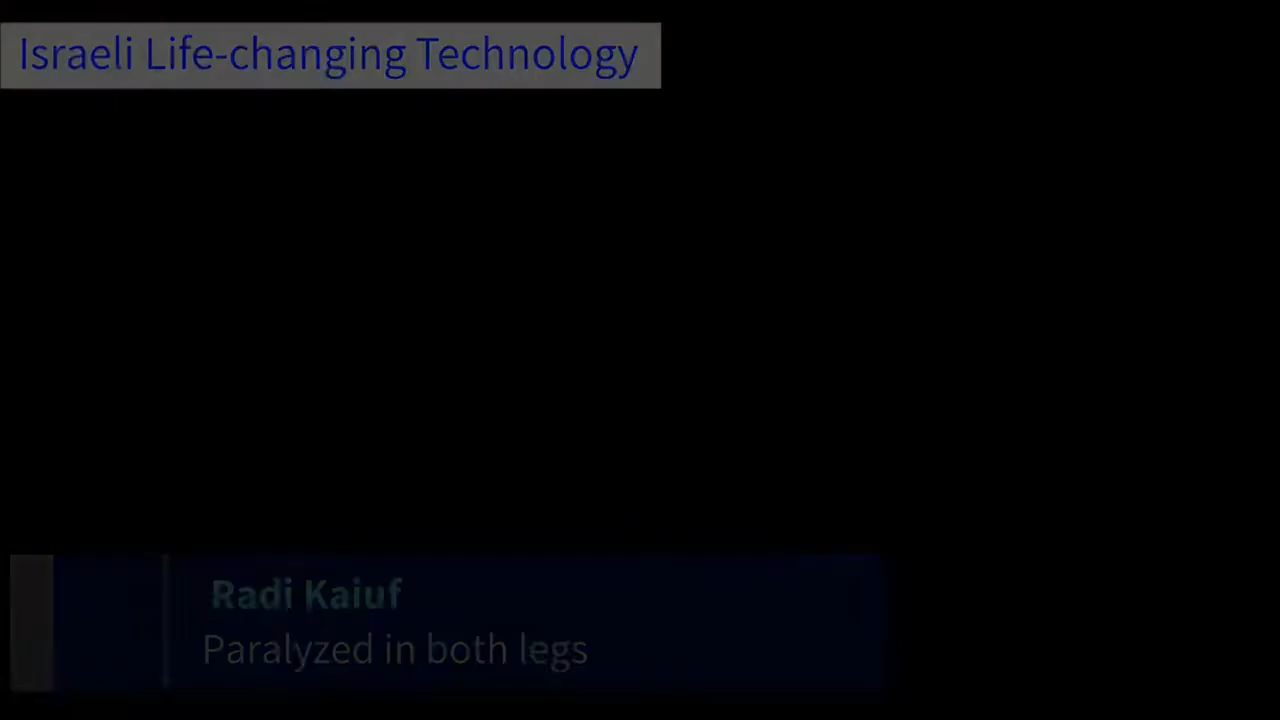 Israeli Life-changing Technology
Radi Kaiuf
Paralyzed in both legs